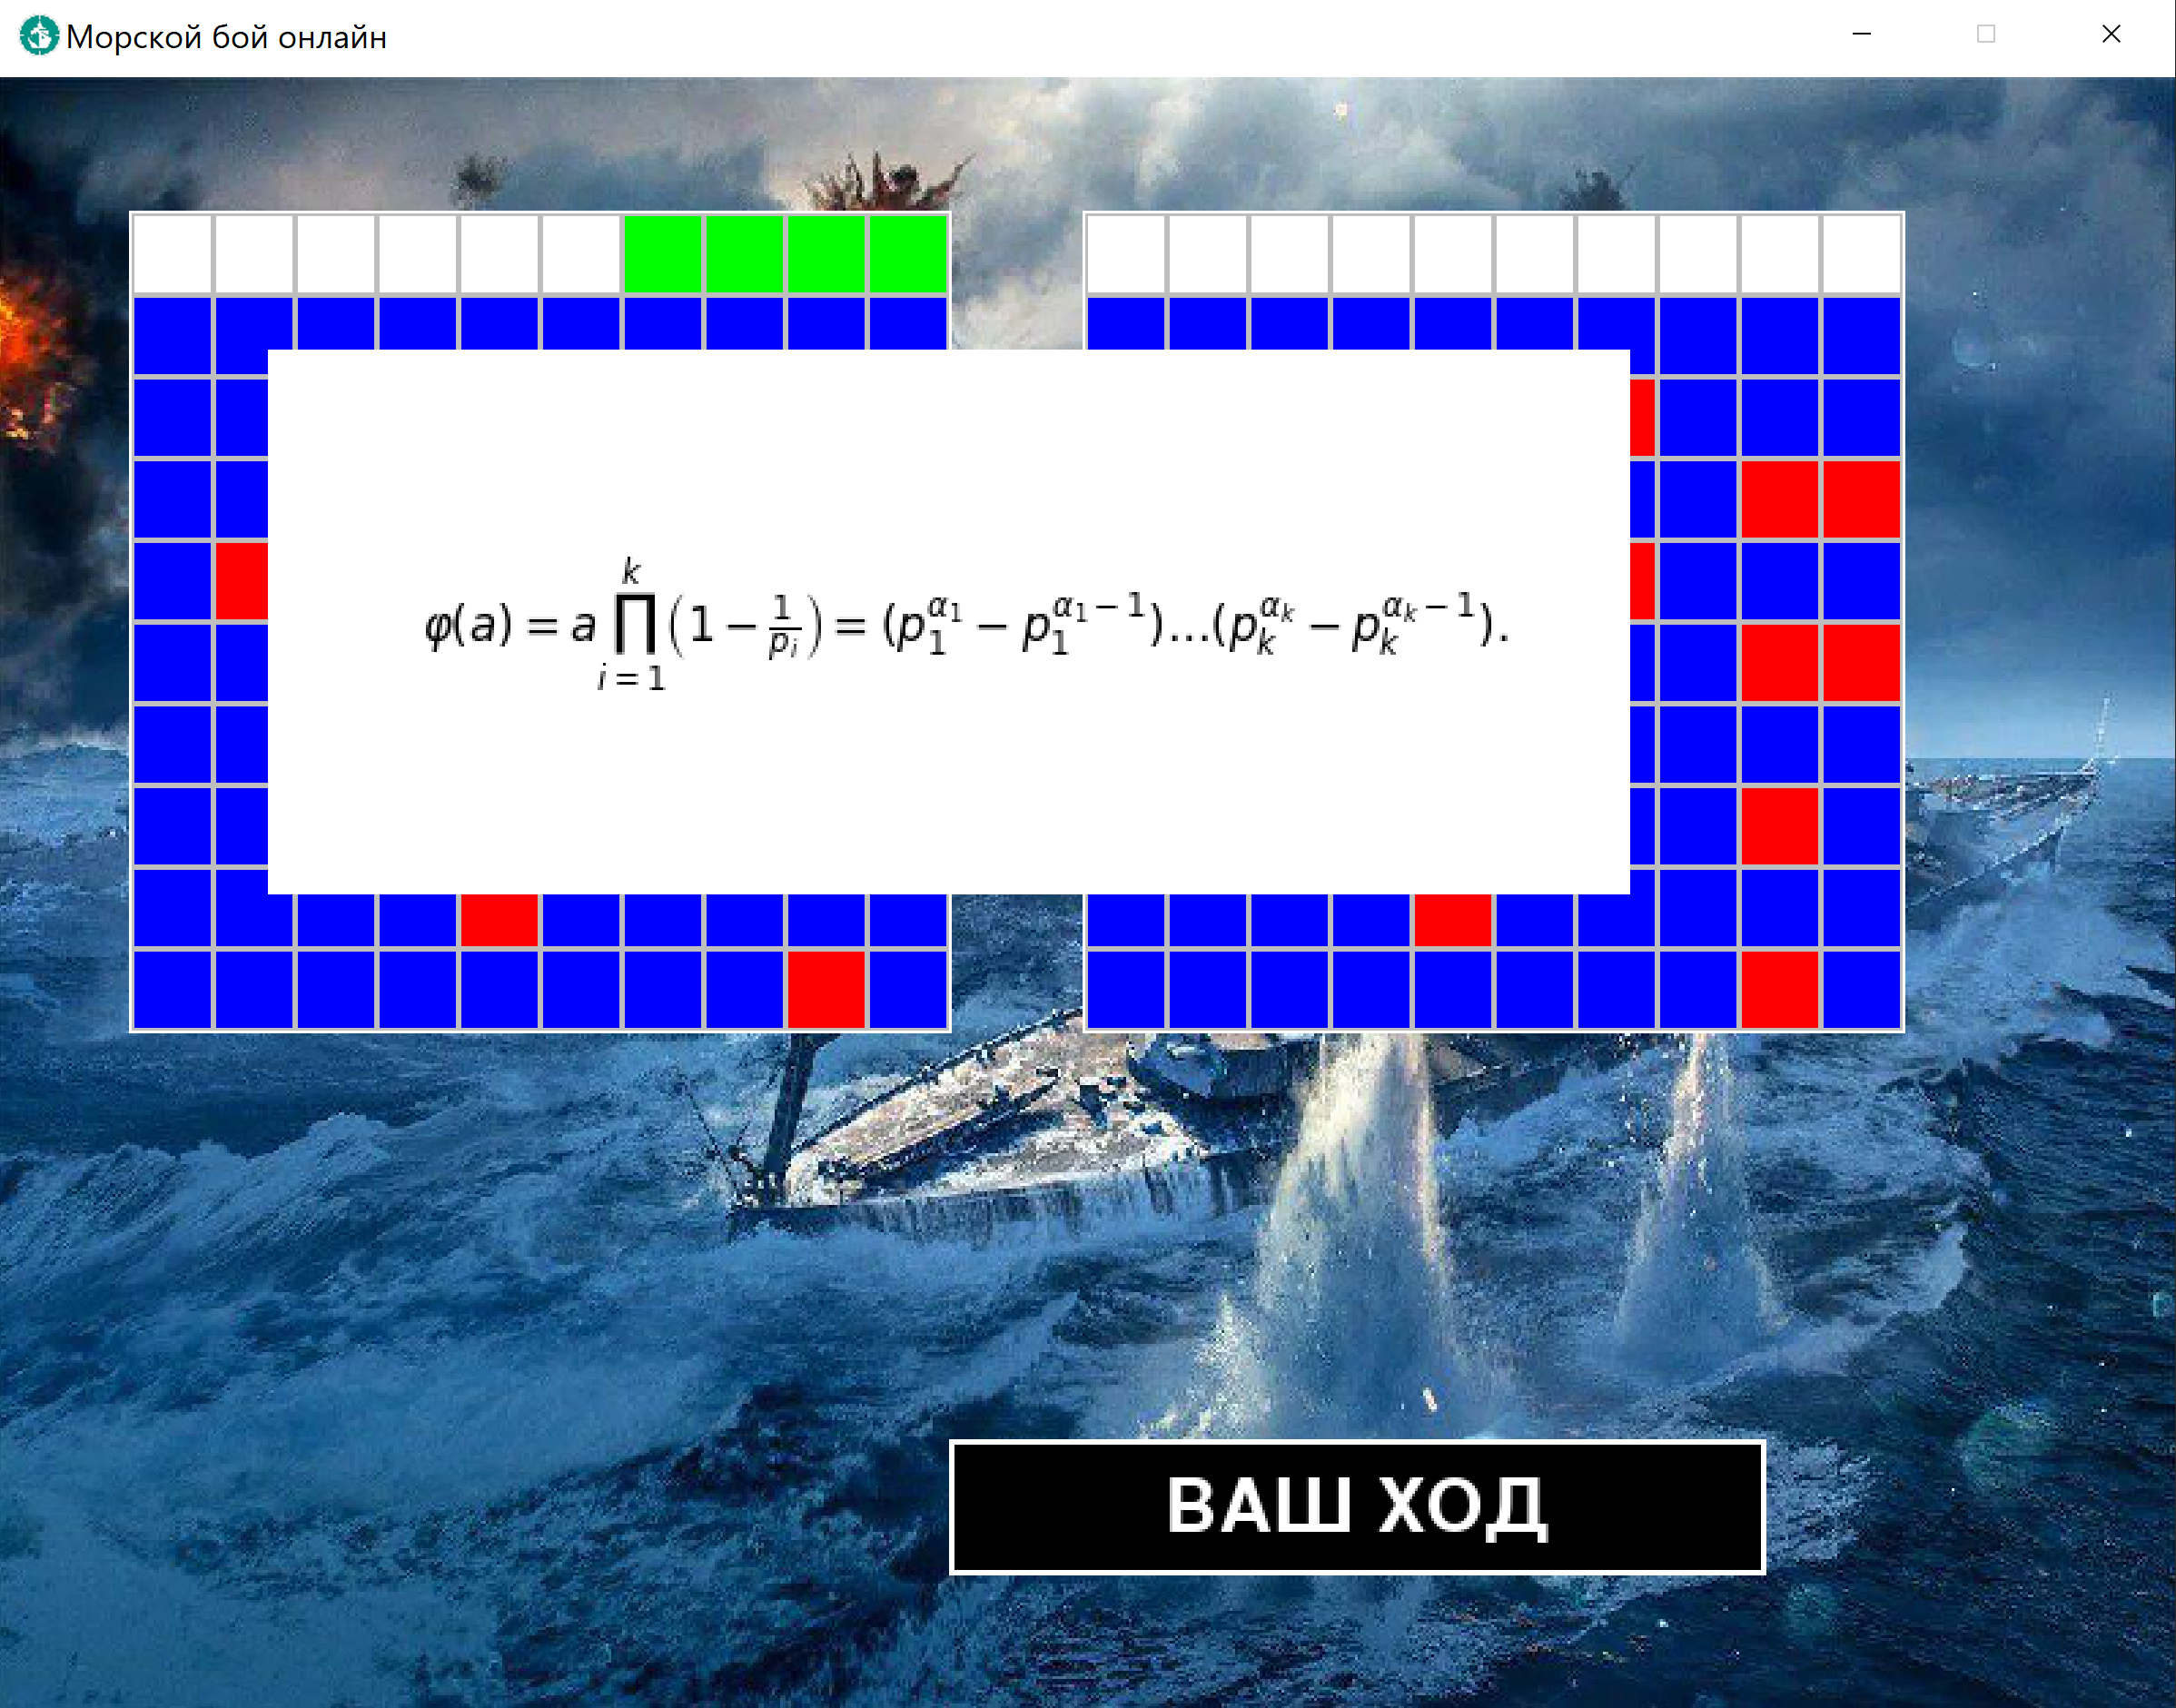 Морской бой онлайн
φ(a) = a ∏_{i=1}^{k} (1 − 1/p_i) = (p_1^{α_1} − p_1^{α_1 − 1})...(p_k^{α_k} − p_k^{α_k − 1}).
ВАШ ХОД